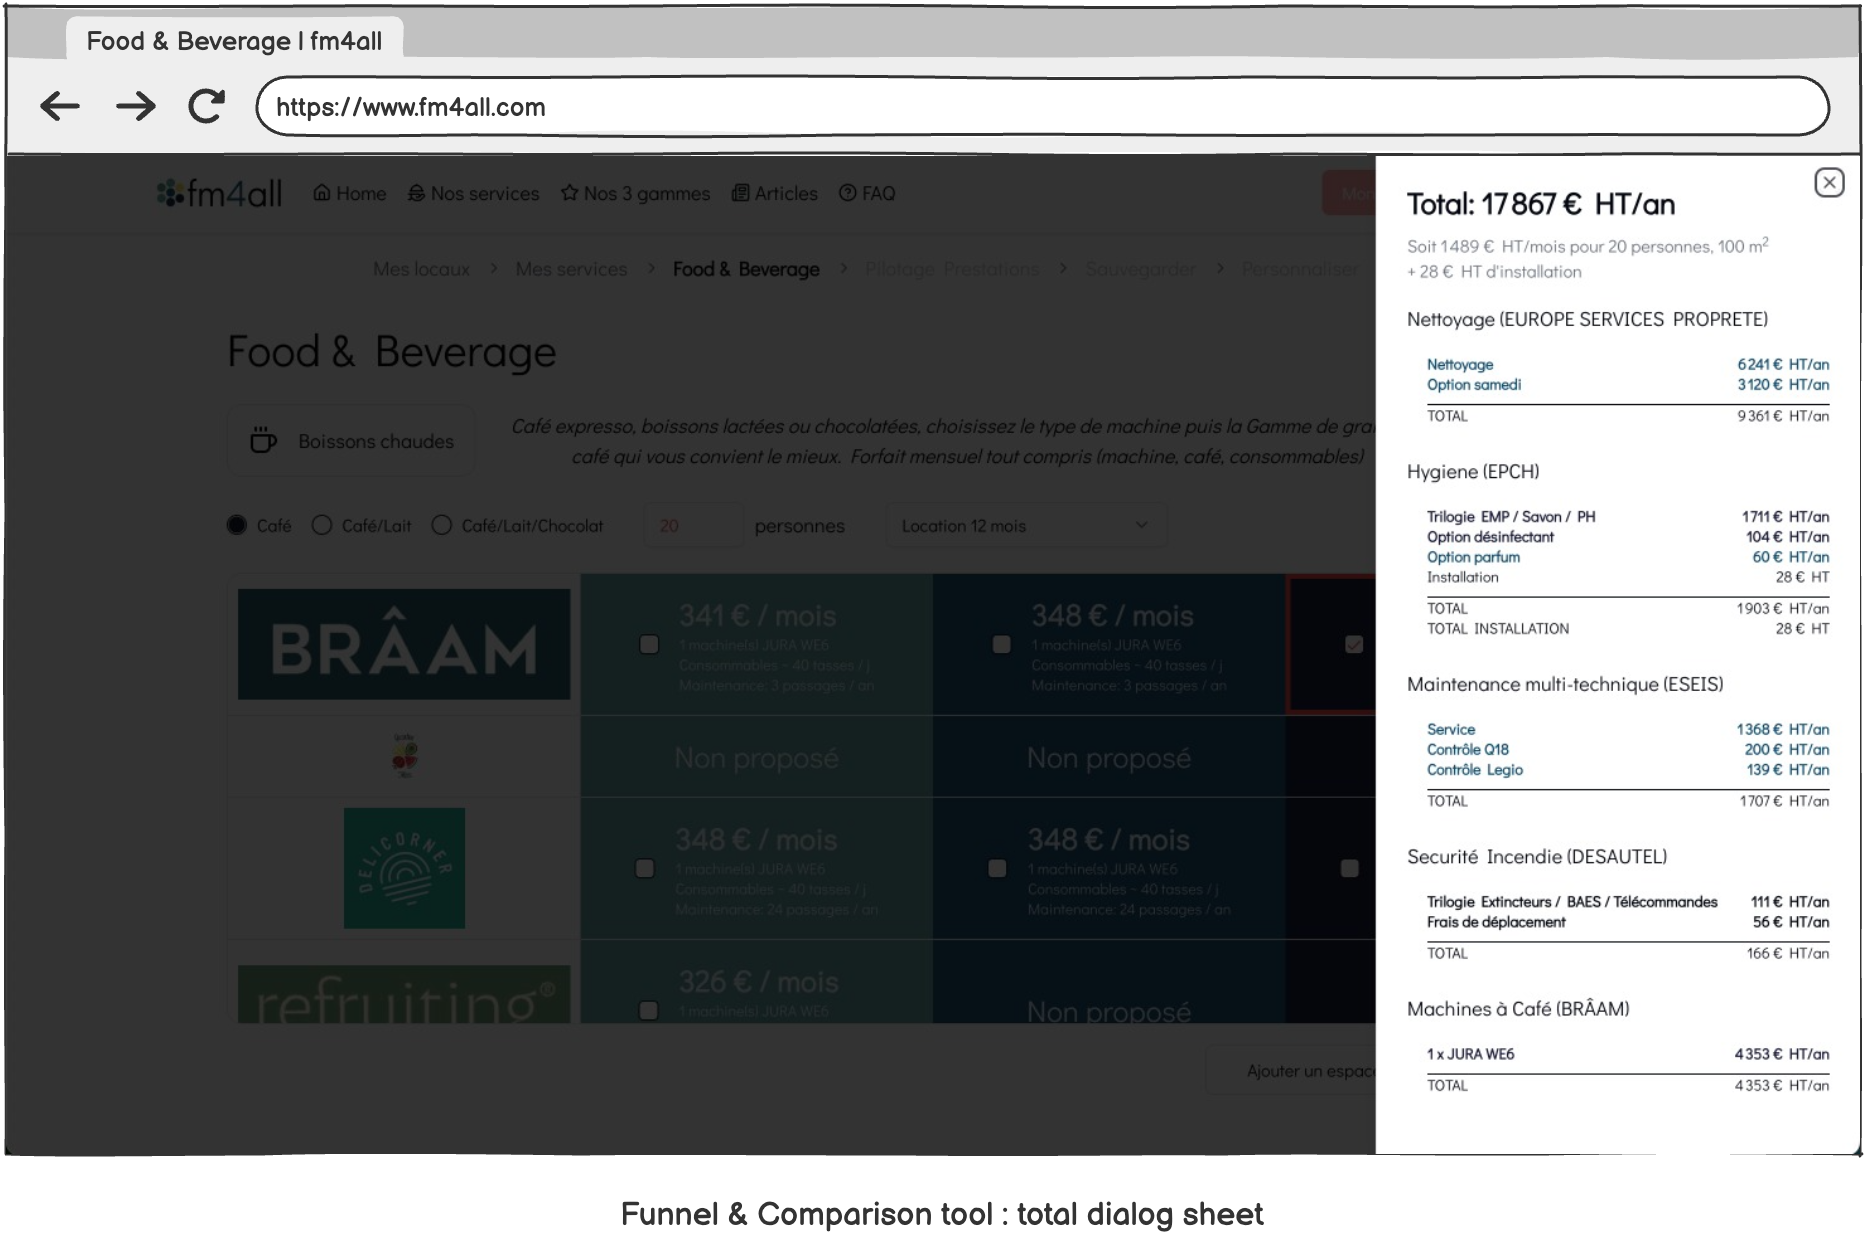 Food & Beverage | fm4all
https://www.fm4all.com
fm4all Home Nos services Nos 3 gammes Articles FAQ
Mes locaux > Mes services > Food & Beverage > Pilotage Prestations > Sauvegarder > Personnaliser
Food & Beverage
Boissons chaudes
Café expresso, boissons lactées ou chocolatées, choisissez le type de machine puis la Gamme de
café qui vous convient le mieux. Forfait mensuel tout compris (machine, café, consommables)
Café Café/Lait Café/Lait/Chocolat 20 personnes Location 12 mois
BRÂAM
341 € / mois
1 machine(s) JURA WE6
Consommables ~ 40 tasses / j
Maintenance: 3 passages / an
348 € / mois
1 machine(s) JURA WE6
Consommables ~ 40 tasses / j
Maintenance: 3 passages / an
Non proposé
Non proposé
DELICORNER
348 € / mois
1 machine(s) JURA WE6
Consommables ~ 40 tasses / j
Maintenance: 24 passages / an
348 € / mois
1 machine(s) JURA WE6
Consommables ~ 40 tasses / j
Maintenance: 24 passages / an
refruiting®
326 € / mois
1 machine(s) JURA WE6
Non proposé
Ajouter un espac
Total: 17 867 € HT/an
Soit 1 489 € HT/mois pour 20 personnes, 100 m²
+ 28 € HT d'installation
Nettoyage (EUROPE SERVICES PROPRETE)
Nettoyage 6 241 € HT/an
Option samedi 3 120 € HT/an
TOTAL 9 361 € HT/an
Hygiene (EPCH)
Trilogie EMP / Savon / PH 1 711 € HT/an
Option désinfectant 104 € HT/an
Option parfum 60 € HT/an
Installation 28 € HT
TOTAL 1 903 € HT/an
TOTAL INSTALLATION 28 € HT
Maintenance multi-technique (ESEIS)
Service 1 368 € HT/an
Contrôle Q18 200 € HT/an
Contrôle Legio 139 € HT/an
TOTAL 1 707 € HT/an
Securité Incendie (DESAUTEL)
Trilogie Extincteurs / BAES / Télécommandes 111 € HT/an
Frais de déplacement 56 € HT/an
TOTAL 166 € HT/an
Machines à Café (BRÂAM)
1 x JURA WE6 4 353 € HT/an
TOTAL 4 353 € HT/an
Funnel & Comparison tool : total dialog sheet